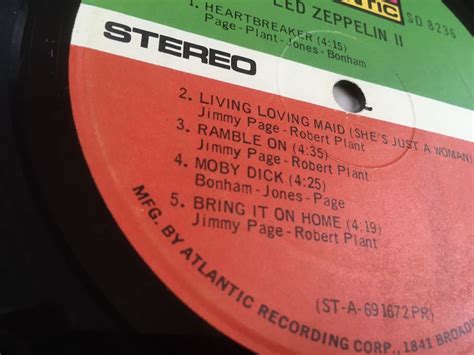 LED ZEPPELIN II
SD 8236
1. HEARTBREAKER (4:15)
Page-Plant-Jones-Bonham
STEREO
2. LIVING LOVING MAID (SHE'S JUST A WOMAN)
Jimmy Page-Robert Plant
3. RAMBLE ON (4:35)
Jimmy Page-Robert Plant
4. MOBY DICK (4:25)
Bonham-Jones-Page
5. BRING IT ON HOME (4:19)
Jimmy Page-Robert Plant
(ST-A-691672PR)
MFG. BY ATLANTIC RECORDING CORP., 1841